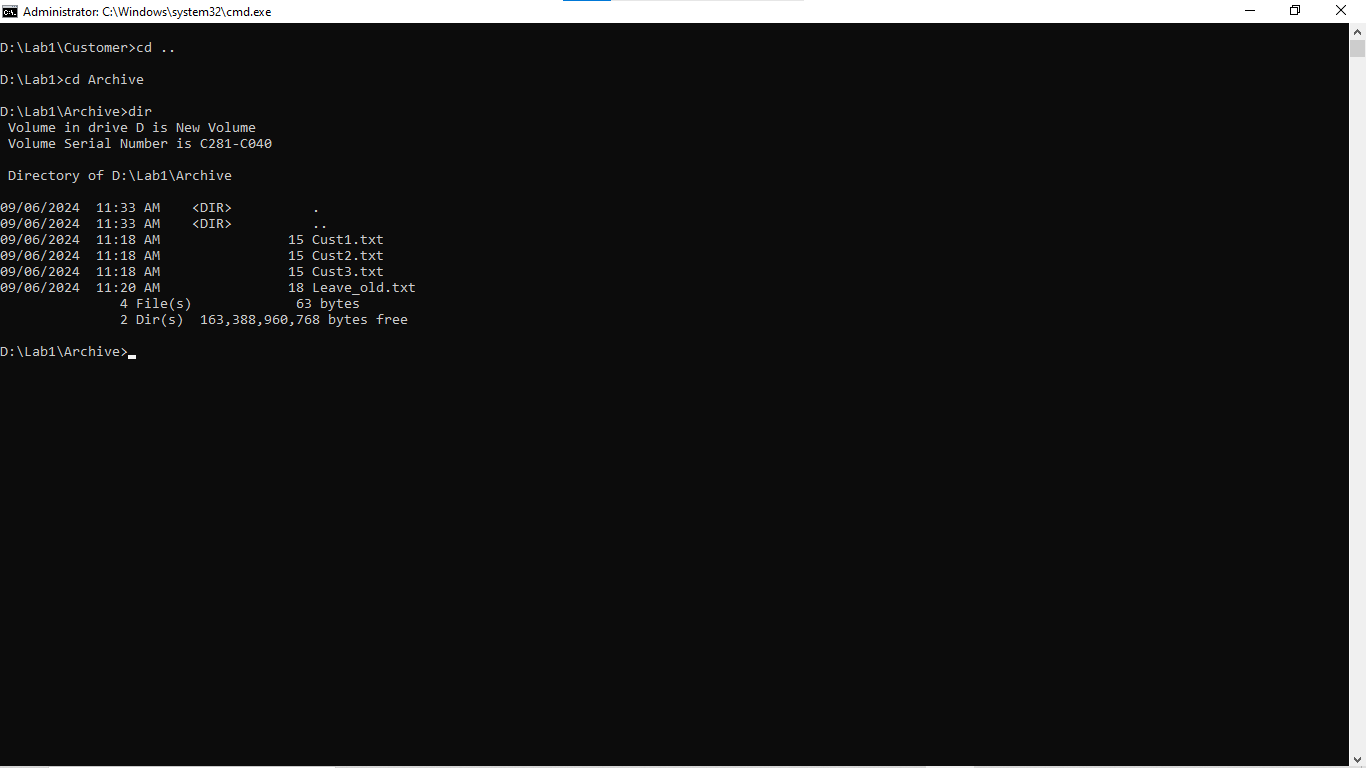 Administrator: C:\Windows\system32\cmd.exe
D:\Lab1\Customer>cd ..
D:\Lab1>cd Archive
D:\Lab1\Archive>dir
 Volume in drive D is New Volume
 Volume Serial Number is C281-C040
 Directory of D:\Lab1\Archive
09/06/2024  11:33 AM    <DIR>          .
09/06/2024  11:33 AM    <DIR>          ..
09/06/2024  11:18 AM                15 Cust1.txt
09/06/2024  11:18 AM                15 Cust2.txt
09/06/2024  11:18 AM                15 Cust3.txt
09/06/2024  11:20 AM                18 Leave_old.txt
               4 File(s)             63 bytes
               2 Dir(s)  163,388,960,768 bytes free
D:\Lab1\Archive>